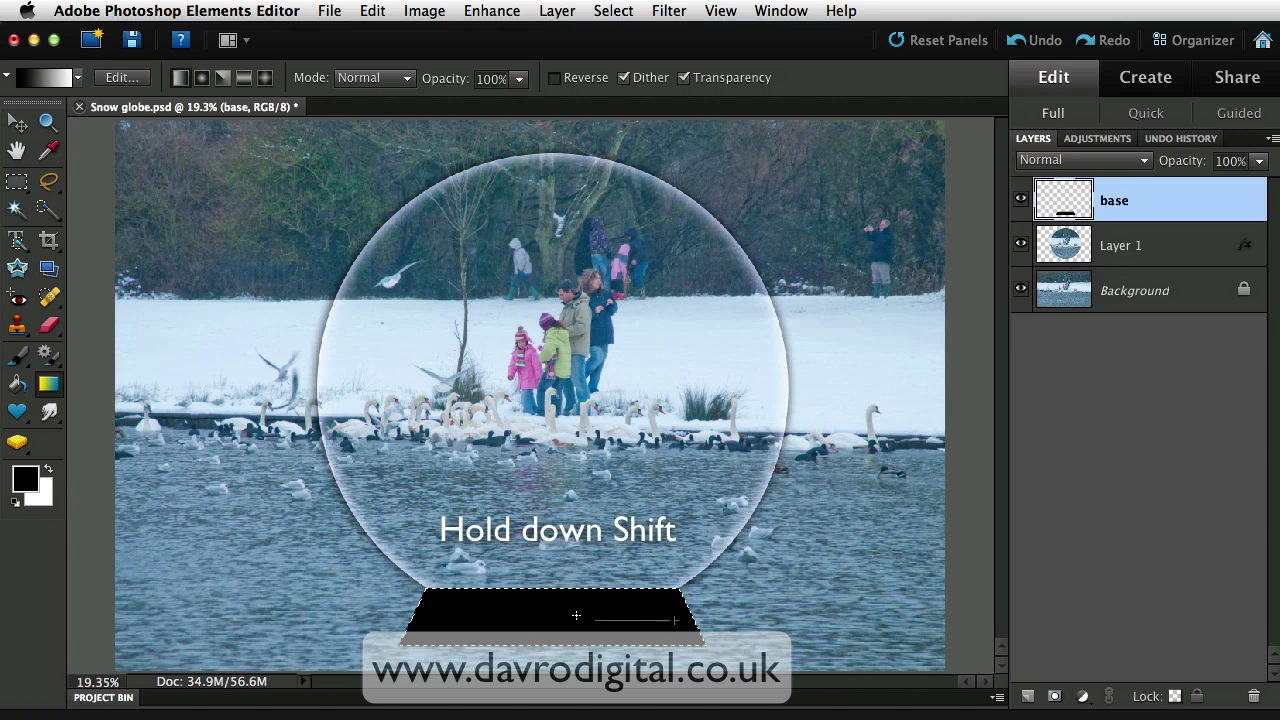 Adobe Photoshop Elements Editor File Edit Image Enhance Layer Select Filter View Window Help
? Reset Panels Undo Redo Organizer
Edit... Mode: Normal Opacity: 100% Reverse Dither Transparency
Edit Create Share
Snow globe.psd @ 19.3% (base, RGB/8) *
Full Quick Guided
LAYERS ADJUSTMENTS UNDO HISTORY
Normal Opacity: 100%
base
Layer 1 fx
Background
T
Hold down Shift
www.davrodigital.co.uk
19.35% Doc: 34.9M/56.6M
PROJECT BIN
Lock: